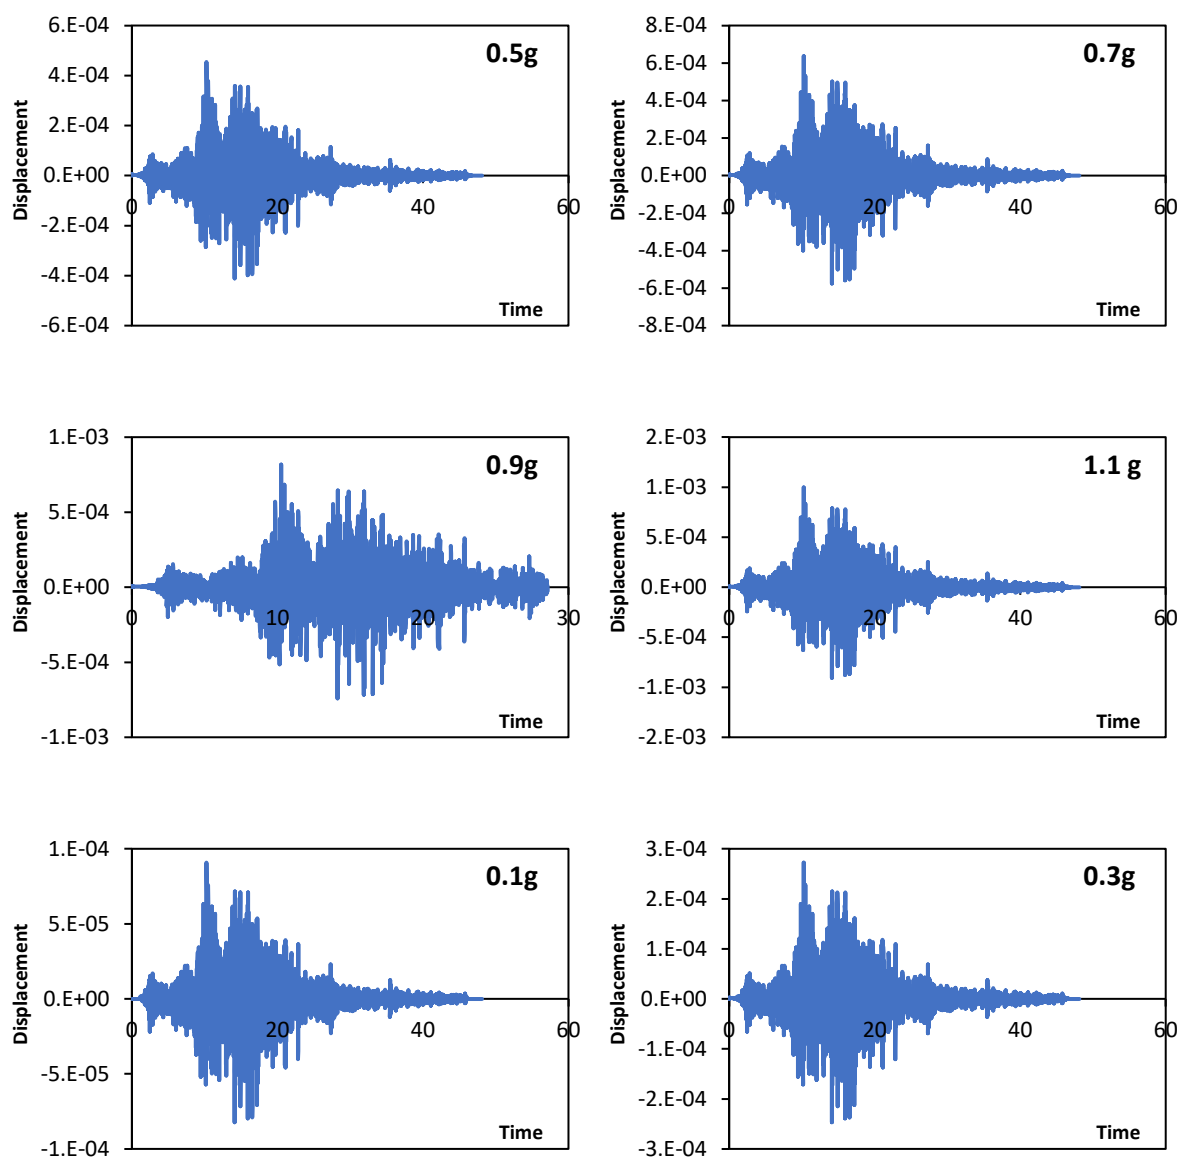 0.5g
Displacement
6.E-04
4.E-04
2.E-04
0.E+00
-2.E-04
-4.E-04
-6.E-04
0
20
40
60
Time
0.7g
Displacement
8.E-04
6.E-04
4.E-04
2.E-04
0.E+00
-2.E-04
-4.E-04
-6.E-04
-8.E-04
0
20
40
60
Time
0.9g
Displacement
1.E-03
5.E-04
0.E+00
-5.E-04
-1.E-03
0
10
20
30
Time
1.1 g
Displacement
2.E-03
1.E-03
5.E-04
0.E+00
-5.E-04
-1.E-03
-2.E-03
0
20
40
60
Time
0.1g
Displacement
1.E-04
5.E-05
0.E+00
-5.E-05
-1.E-04
0
20
40
60
Time
0.3g
Displacement
3.E-04
2.E-04
1.E-04
0.E+00
-1.E-04
-2.E-04
-3.E-04
0
20
40
60
Time